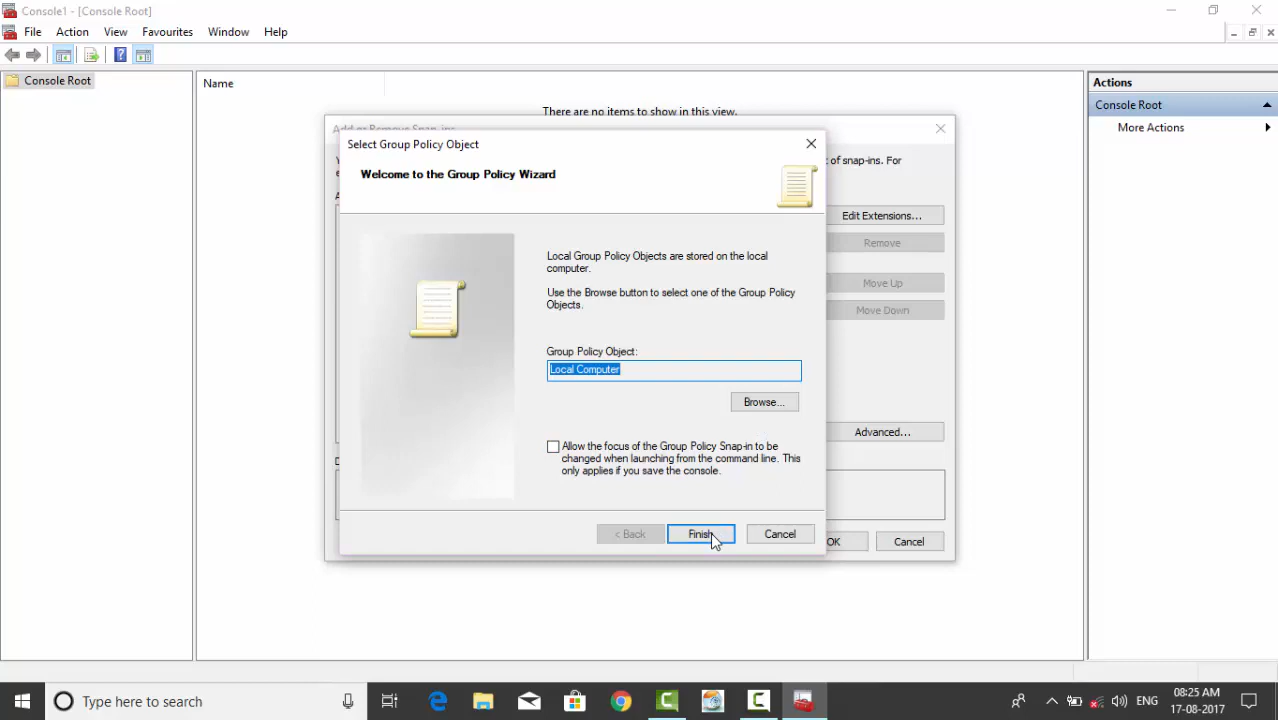 Console1 - [Console Root]
File Action View Favourites Window Help
Console Root
Name
There are no items to show in this view.
Actions
Console Root
More Actions
Add or Remove Snap-ins
of snap-ins. For
Edit Extensions...
Remove
Move Up
Move Down
Advanced...
OK
Cancel
Select Group Policy Object
Welcome to the Group Policy Wizard
Local Group Policy Objects are stored on the local
computer.
Use the Browse button to select one of the Group Policy
Objects.
Group Policy Object:
Local Computer
Browse...
Allow the focus of the Group Policy Snap-in to be
changed when launching from the command line. This
only applies if you save the console.
< Back
Finish
Cancel
Type here to search
ENG
08:25 AM
17-08-2017